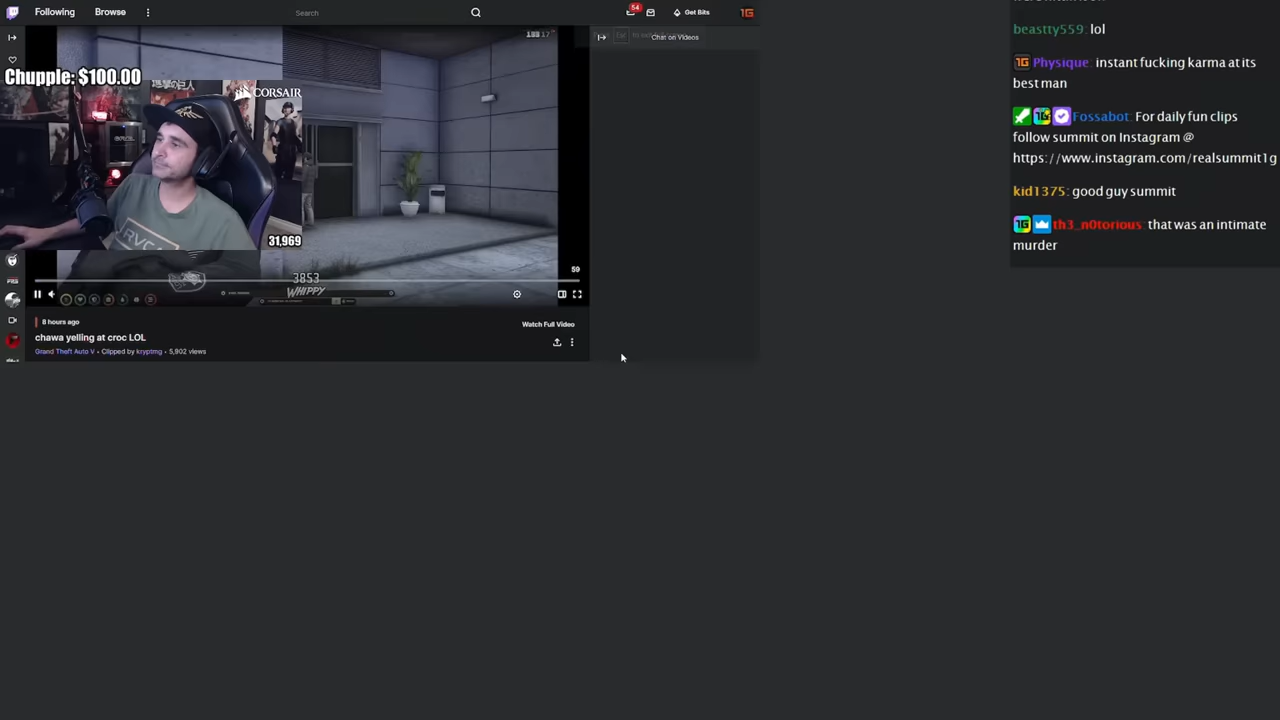 Following
Browse
Search
54
Get Bits
1G
Chat on Videos
Chupple: $100.00
CORSAIR
31,969
59
3853
WHIPPY
8 hours ago
Watch Full Video
chawa yelling at croc LOL
Grand Theft Auto V • Clipped by kryptmg • 5,902 views
beastty559: lol
Physique: instant fucking karma at its
best man
Fossabot: For daily fun clips
follow summit on Instagram @
https://www.instagram.com/realsummit1g
kid1375: good guy summit
th3_n0torious: that was an intimate
murder